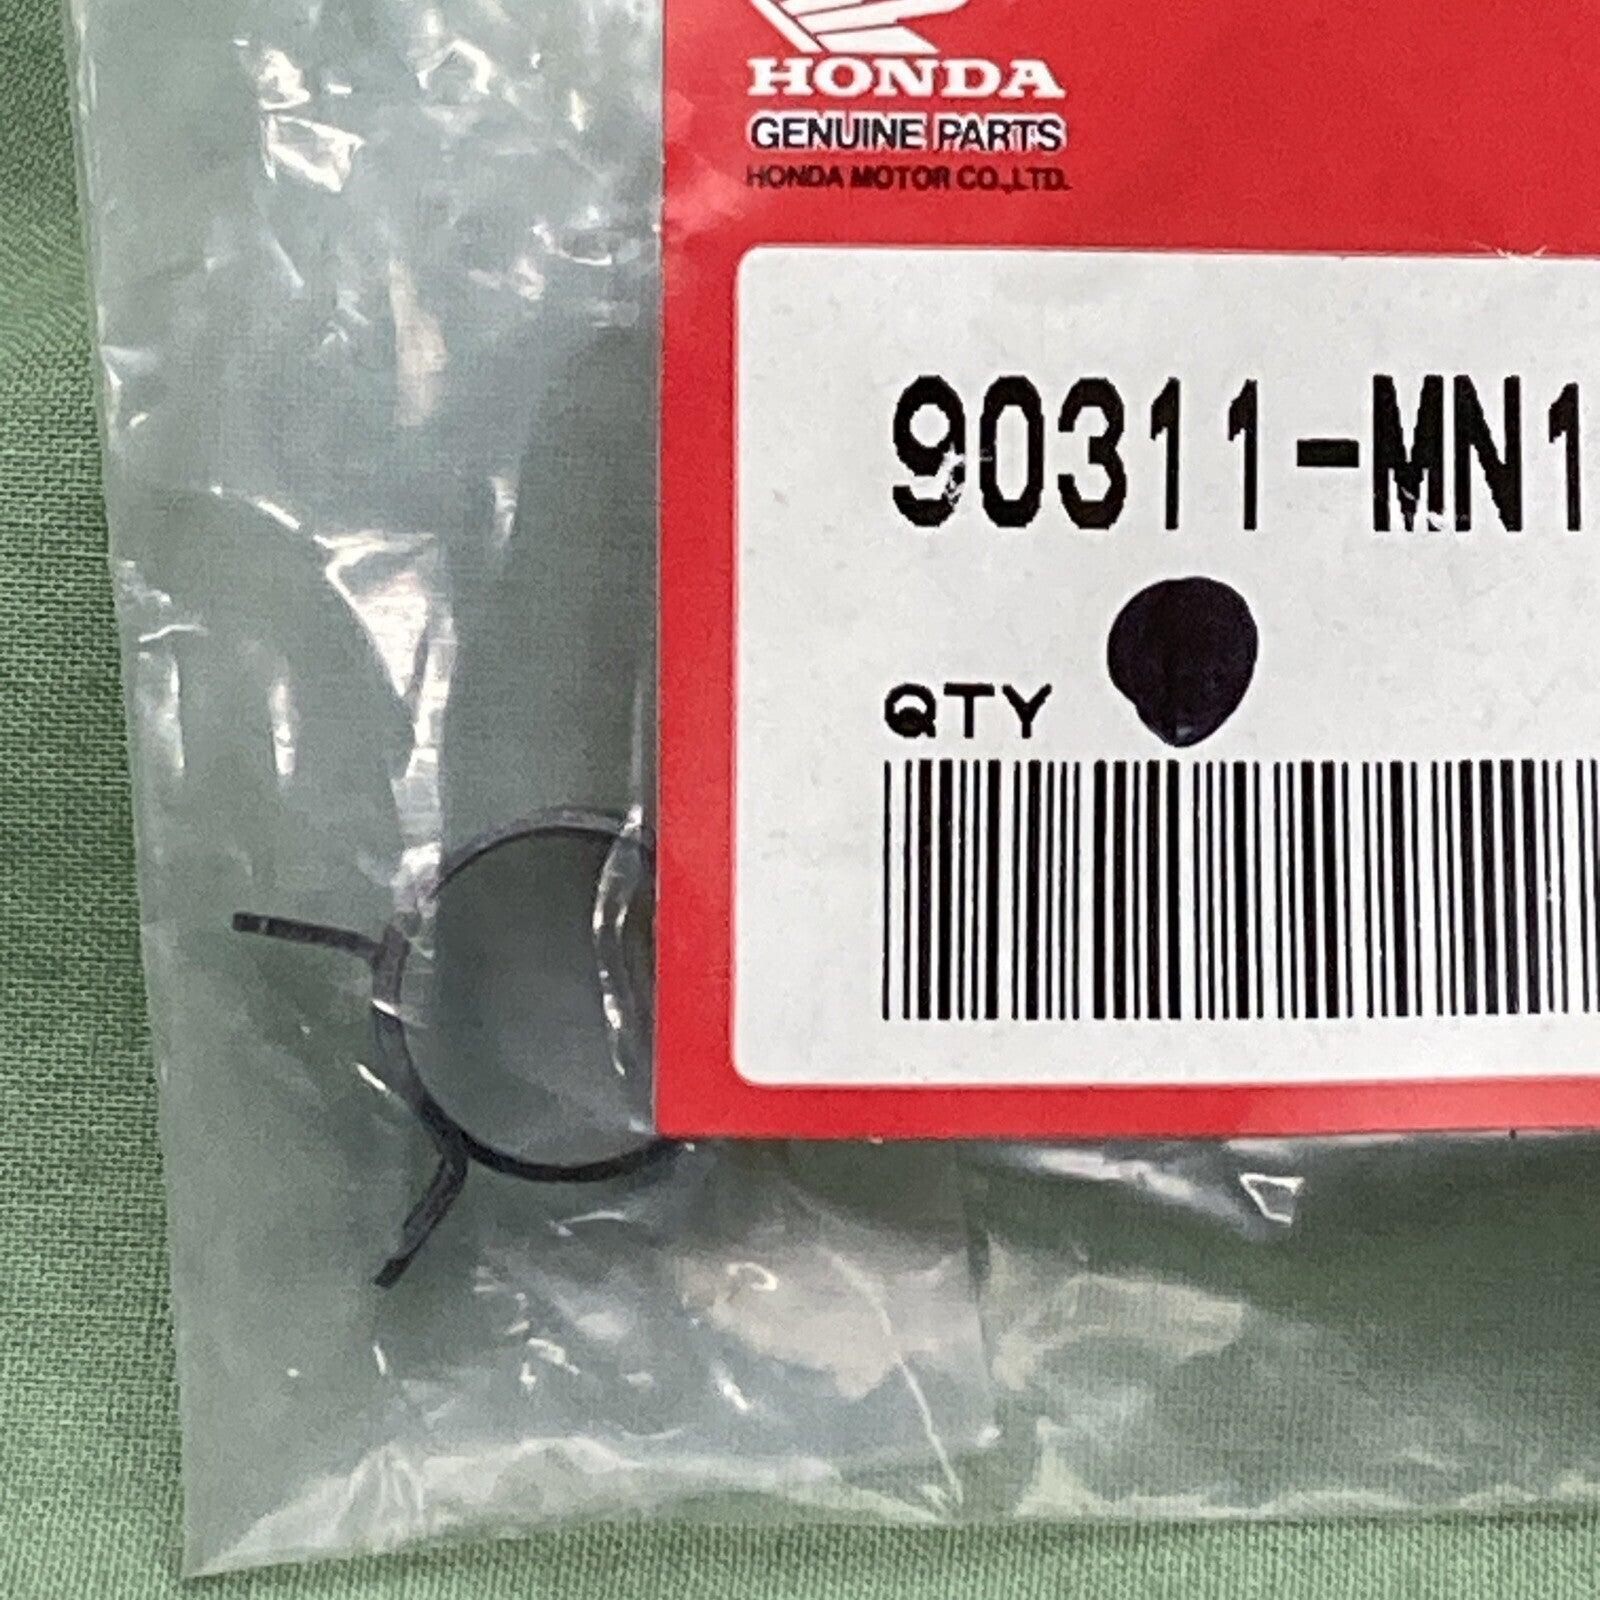 HONDA
GENUINE PARTS
HONDA MOTOR CO.,LTD.
90311-MN1
QTY